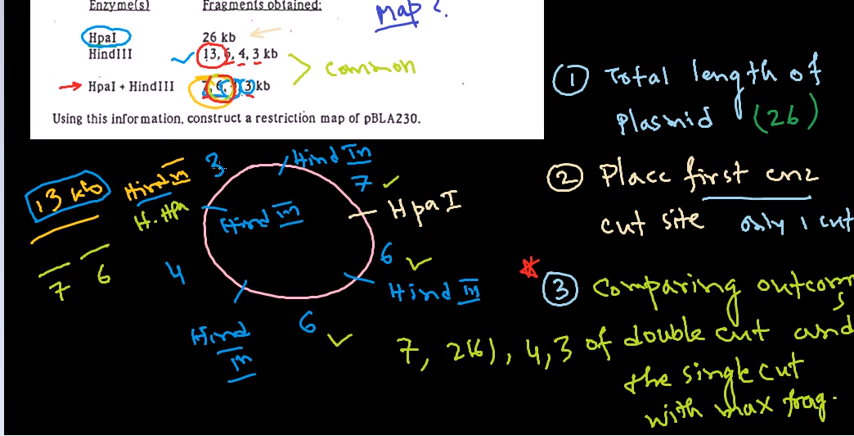 Enzyme(s) Fragments obtained:
Map ?
HpaI 26 kb
HindIII 13, 6, 4, 3 kb
Common
HpaI + HindIII 7, 6, 4, 3 kb
Using this information, construct a restriction map of pBLA230.
① Total length of
Plasmid (26)
② Place first enz
cut site only 1 cut
③ Comparing outcom
s
of double cut and
the single cut
with max frag.
7, 2(6), 4, 3
13 kb
Hind III
H. Hpa
7 6
3
Hind III
7
HpaI
Hind III
6
Hind III
4
6
Hind
III